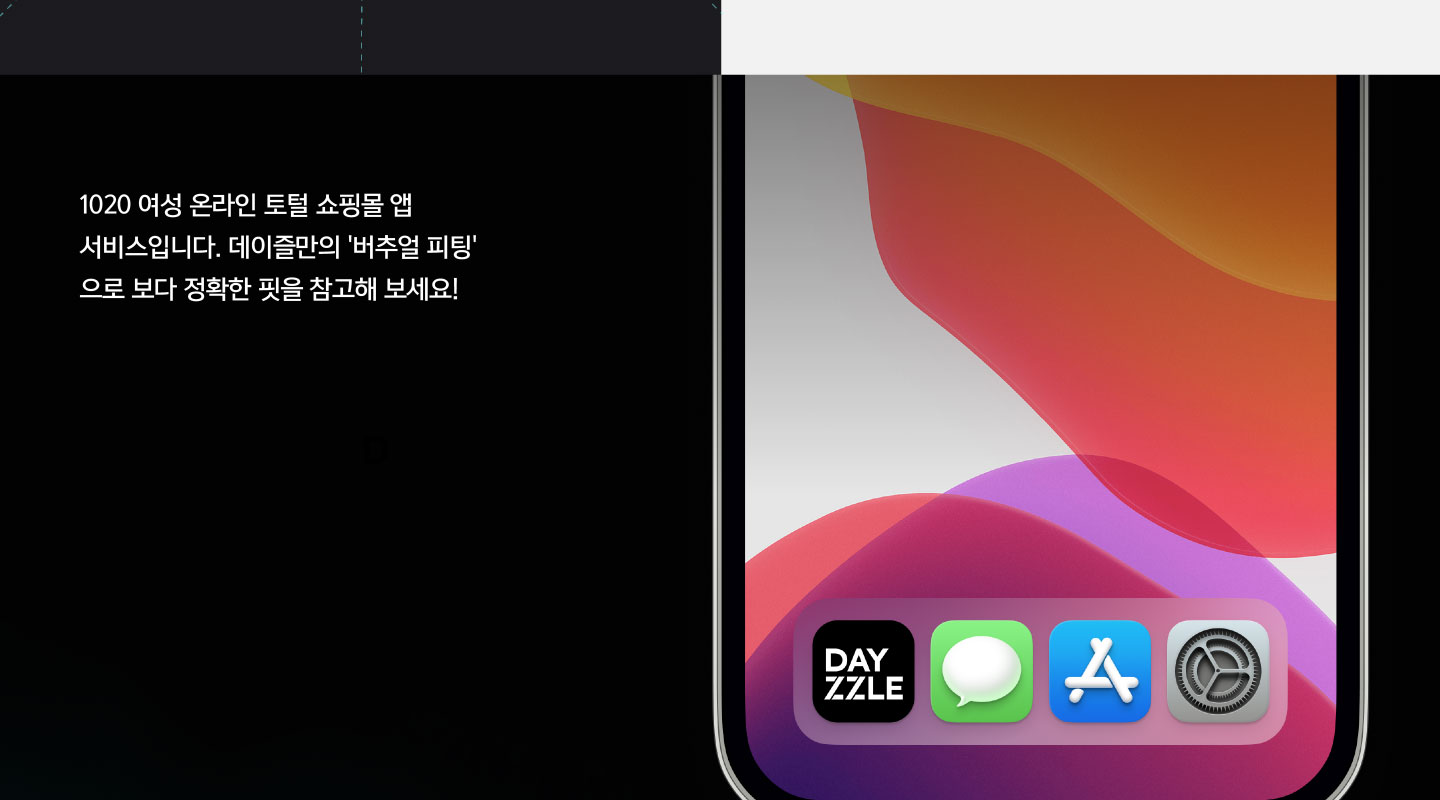 1020 여성 온라인 토털 쇼핑몰 앱
서비스입니다. 데이즐만의 '버추얼 피팅'
으로 보다 정확한 핏을 참고해 보세요!
D
DAY
ZZLE